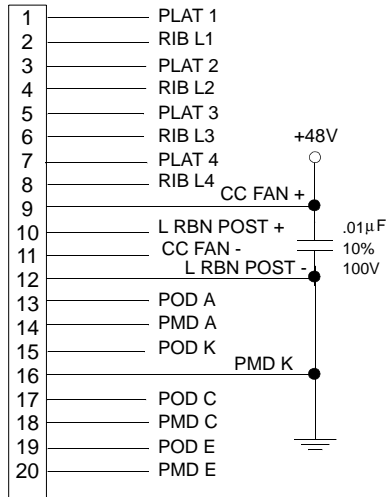 1 PLAT 1
2 RIB L1
3 PLAT 2
4 RIB L2
5 PLAT 3
6 RIB L3
+48V
7 PLAT 4
8 RIB L4
CC FAN +
9
10 L RBN POST + .01μF
11 CC FAN - 10%
L RBN POST - 100V
12
13 POD A
14 PMD A
15 POD K
PMD K
16
17 POD C
18 PMD C
19 POD E
20 PMD E